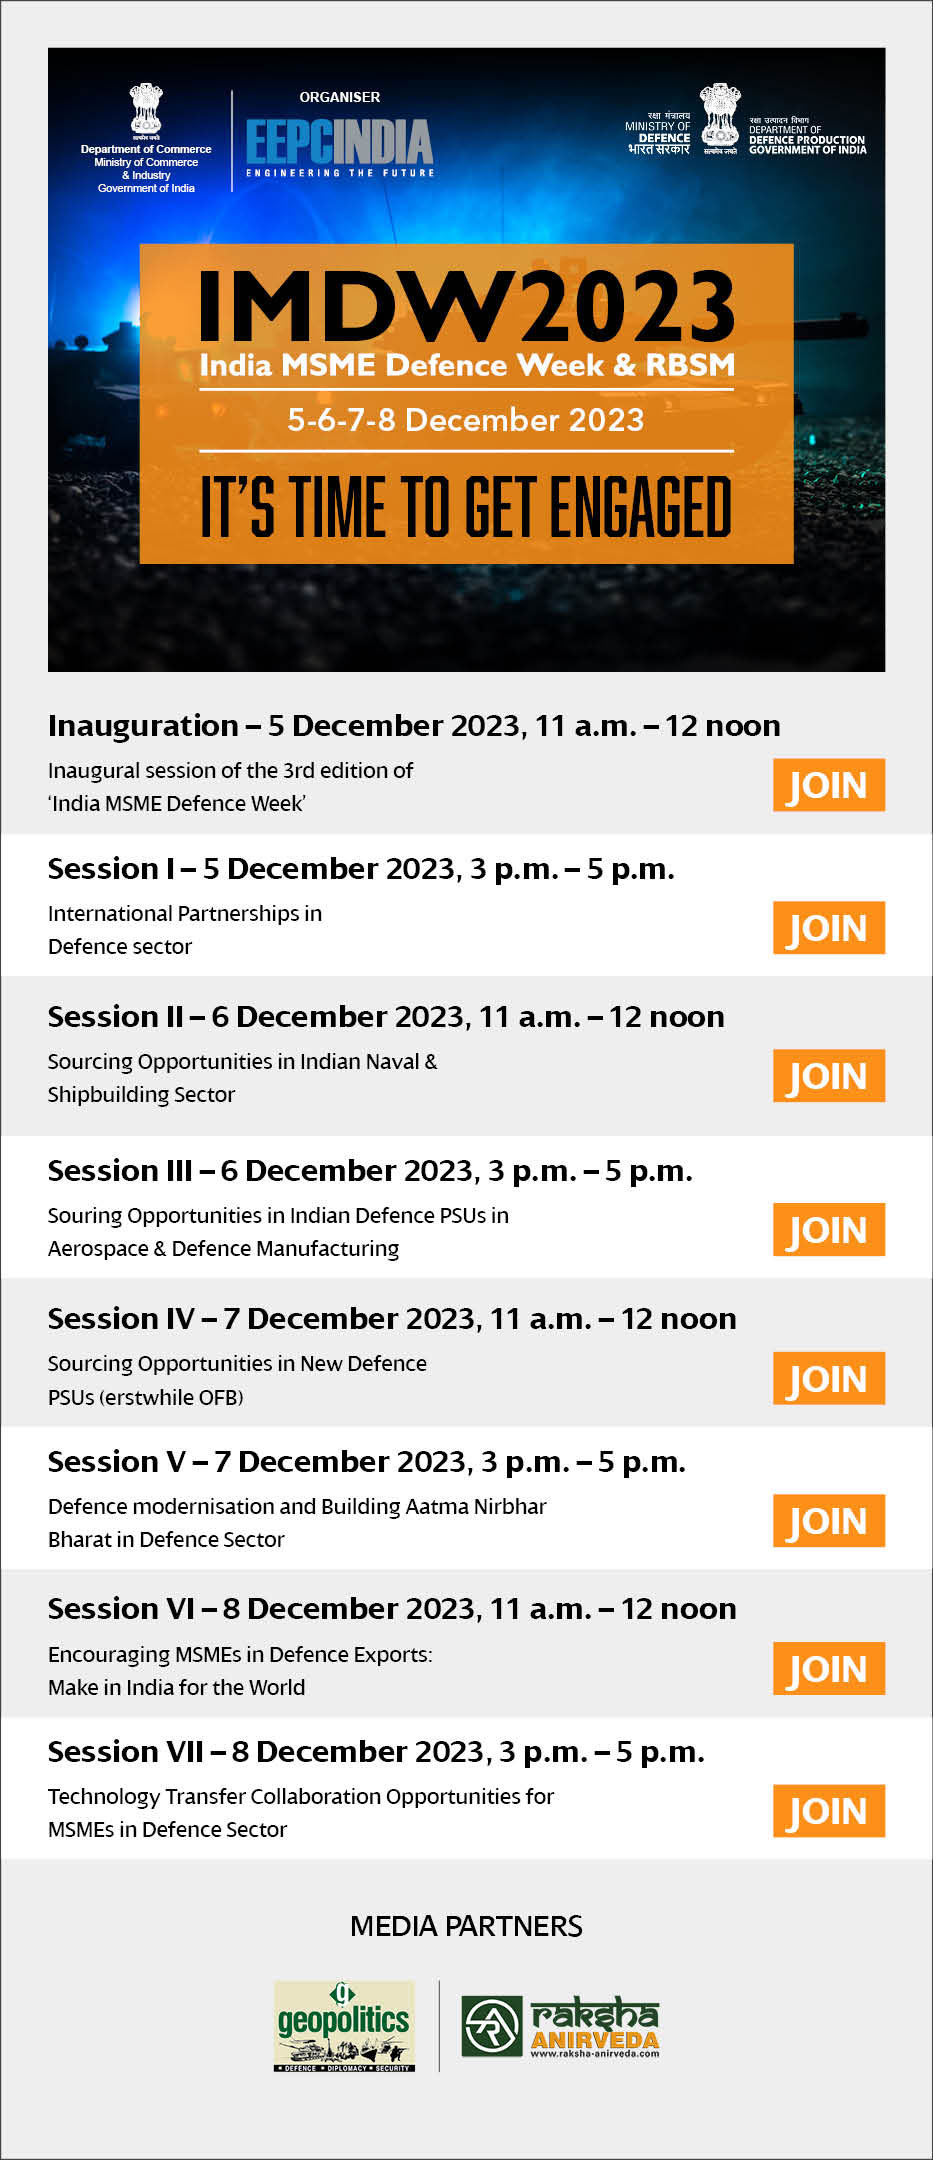 सत्यमेव जयते
Department of Commerce
Ministry of Commerce
& Industry
Government of India
ORGANISER
EEPCINDIA
ENGINEERING THE FUTURE
रक्षा मंत्रालय
MINISTRY OF
DEFENCE
भारत सरकार
सत्यमेव जयते
रक्षा उत्पादन विभाग
DEPARTMENT OF
DEFENCE PRODUCTION
GOVERNMENT OF INDIA
IMDW2023
India MSME Defence Week & RBSM
5-6-7-8 December 2023
IT'S TIME TO GET ENGAGED
Inauguration – 5 December 2023, 11 a.m. – 12 noon
Inaugural session of the 3rd edition of
‘India MSME Defence Week’
JOIN
Session I – 5 December 2023, 3 p.m. – 5 p.m.
International Partnerships in
Defence sector
JOIN
Session II – 6 December 2023, 11 a.m. – 12 noon
Sourcing Opportunities in Indian Naval &
Shipbuilding Sector
JOIN
Session III – 6 December 2023, 3 p.m. – 5 p.m.
Souring Opportunities in Indian Defence PSUs in
Aerospace & Defence Manufacturing
JOIN
Session IV – 7 December 2023, 11 a.m. – 12 noon
Sourcing Opportunities in New Defence
PSUs (erstwhile OFB)
JOIN
Session V – 7 December 2023, 3 p.m. – 5 p.m.
Defence modernisation and Building Aatma Nirbhar
Bharat in Defence Sector
JOIN
Session VI – 8 December 2023, 11 a.m. – 12 noon
Encouraging MSMEs in Defence Exports:
Make in India for the World
JOIN
Session VII – 8 December 2023, 3 p.m. – 5 p.m.
Technology Transfer Collaboration Opportunities for
MSMEs in Defence Sector
JOIN
MEDIA PARTNERS
g
geopolitics
• DEFENCE • DIPLOMACY • SECURITY
raksha
ANIRVEDA
www.raksha-anirveda.com